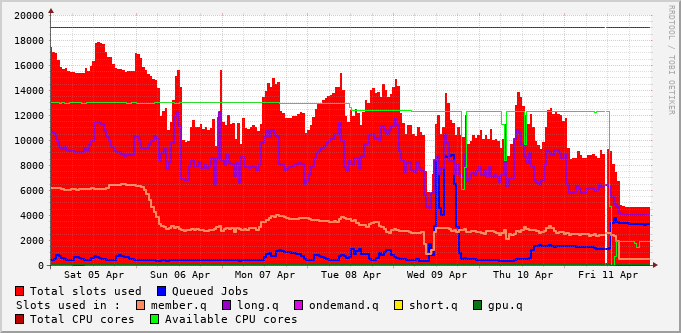 20000
18000
16000
14000
12000
10000
8000
6000
4000
2000
0
Sat 05 Apr Sun 06 Apr Mon 07 Apr Tue 08 Apr Wed 09 Apr Thu 10 Apr Fri 11 Apr
Total slots used Queued Jobs
Slots used in : member.q long.q ondemand.q short.q gpu.q
Total CPU cores Available CPU cores
RRDTOOL / TOBI OETIKER